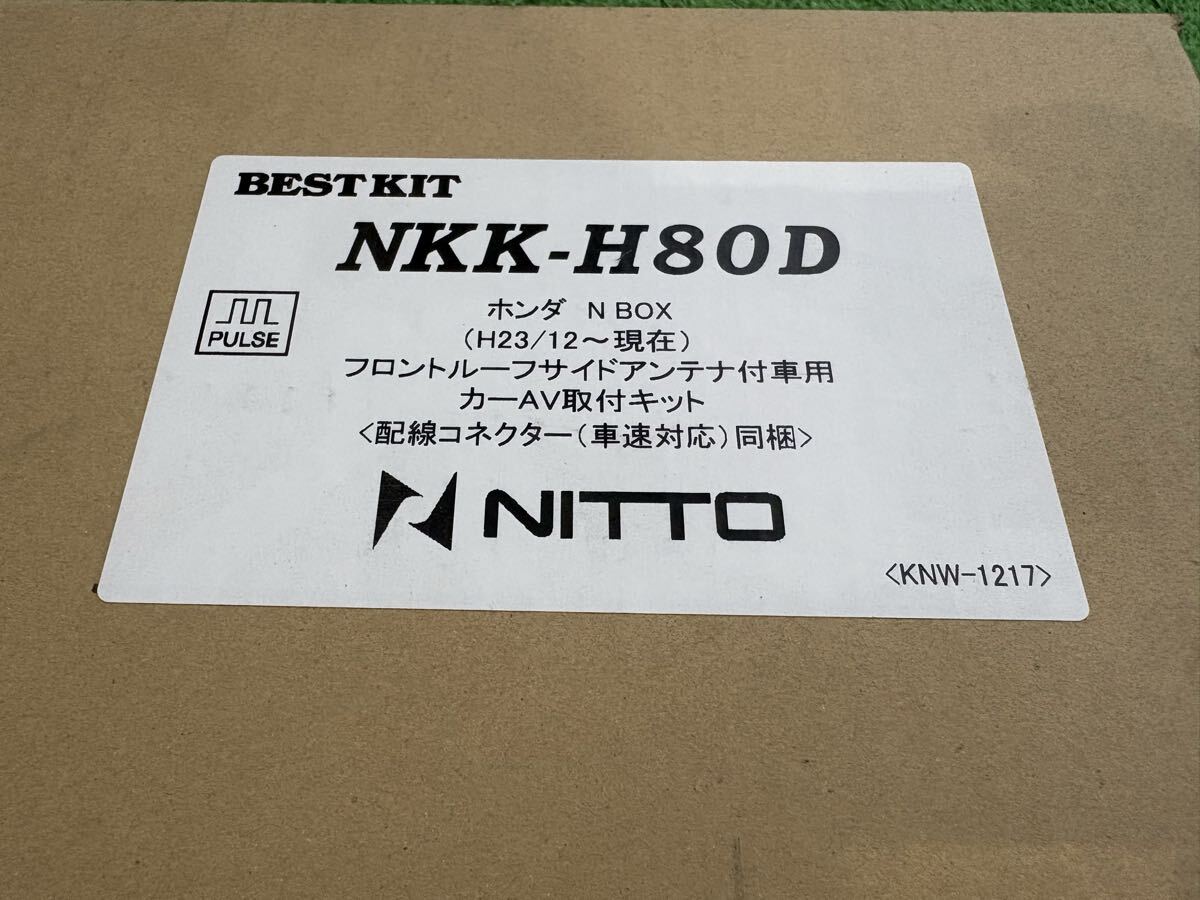 BESTKIT
NKK-H80D
PULSE
ホンダ N BOX
(H23/12～現在)
フロントルーフサイドアンテナ付車用
カーAV取付キット
<配線コネクター(車速対応)同梱>
NITTO
<KNW-1217>